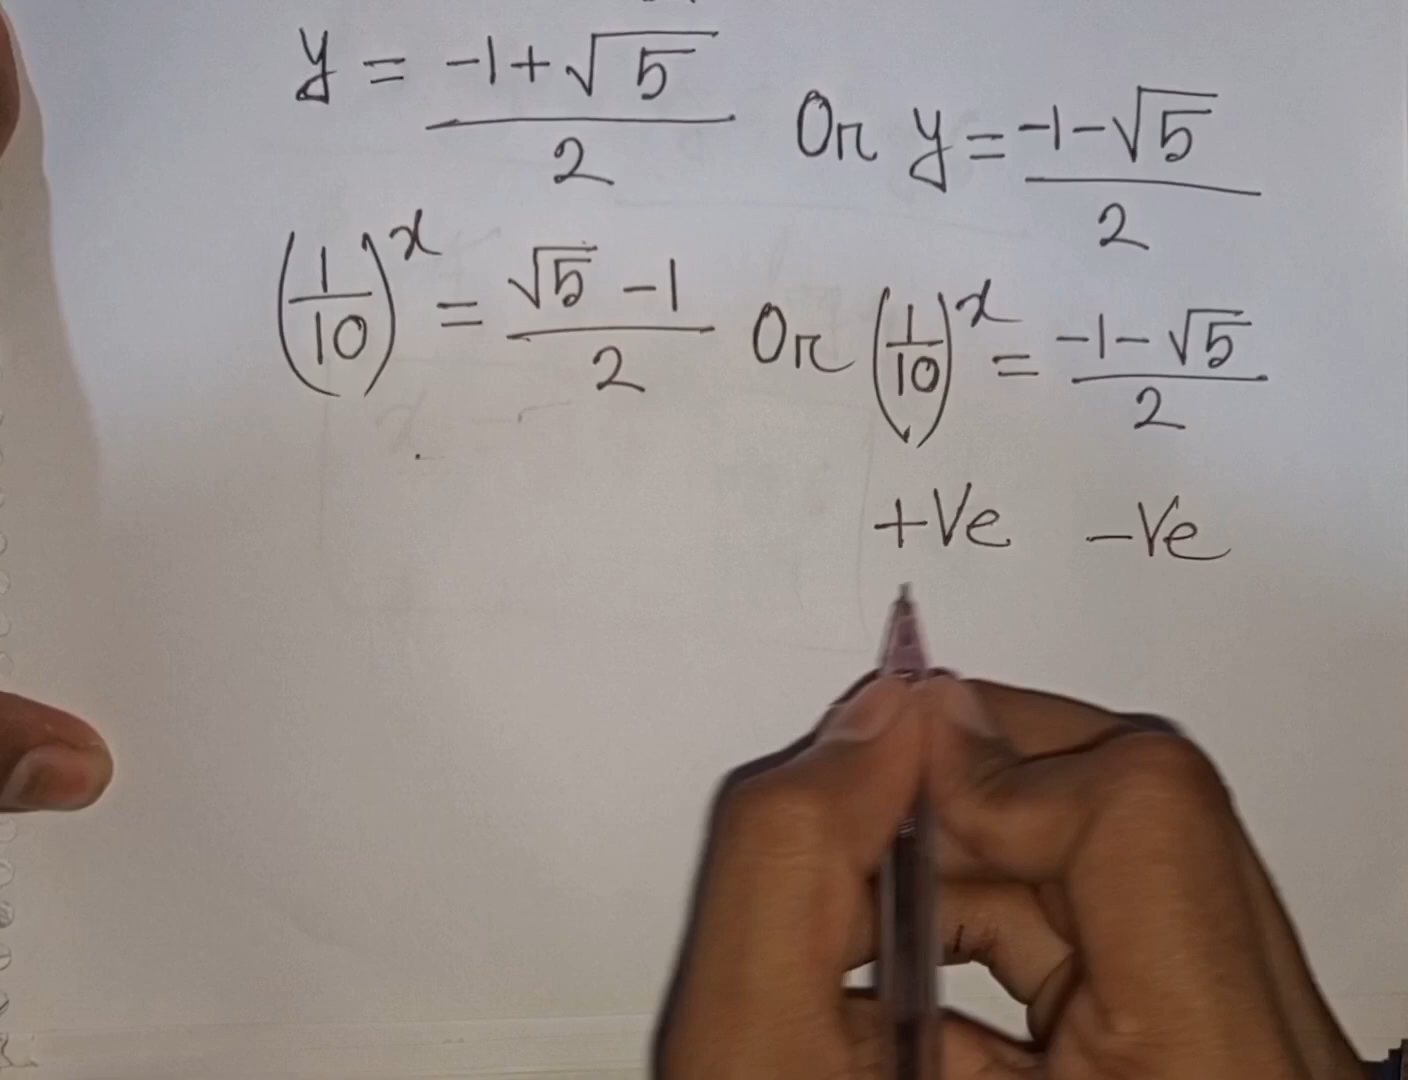 y = (-1+√5)/2 Or y = (-1-√5)/2
(1/10)^x = (√5 -1)/2 Or (1/10)^x = (-1-√5)/2
+Ve -Ve